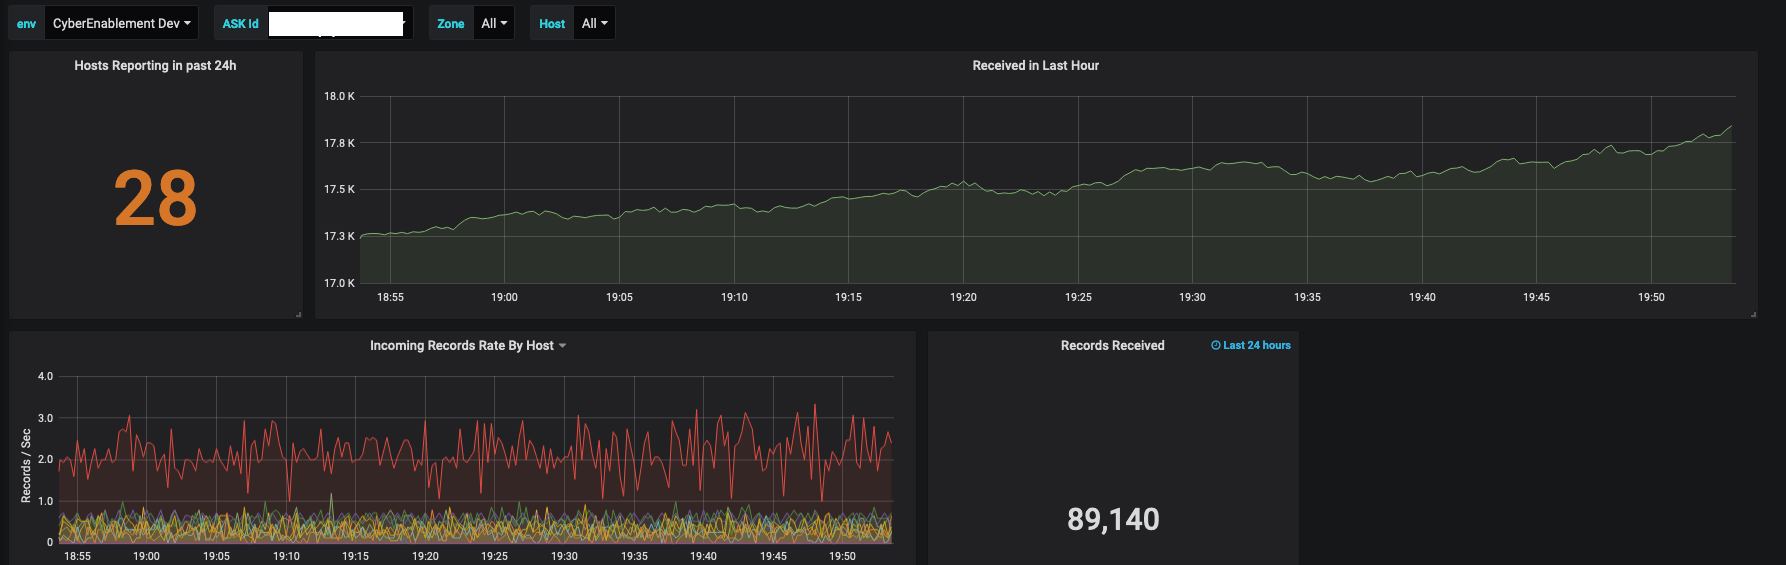 env CyberEnablement Dev ASK Id Zone All Host All
Hosts Reporting in past 24h
28
Received in Last Hour
18.0 K
17.8 K
17.5 K
17.3 K
17.0 K
18:55 19:00 19:05 19:10 19:15 19:20 19:25 19:30 19:35 19:40 19:45 19:50
Incoming Records Rate By Host
Records / Sec
4.0
3.0
2.0
1.0
0
18:55 19:00 19:05 19:10 19:15 19:20 19:25 19:30 19:35 19:40 19:45 19:50
Records Received Last 24 hours
89,140